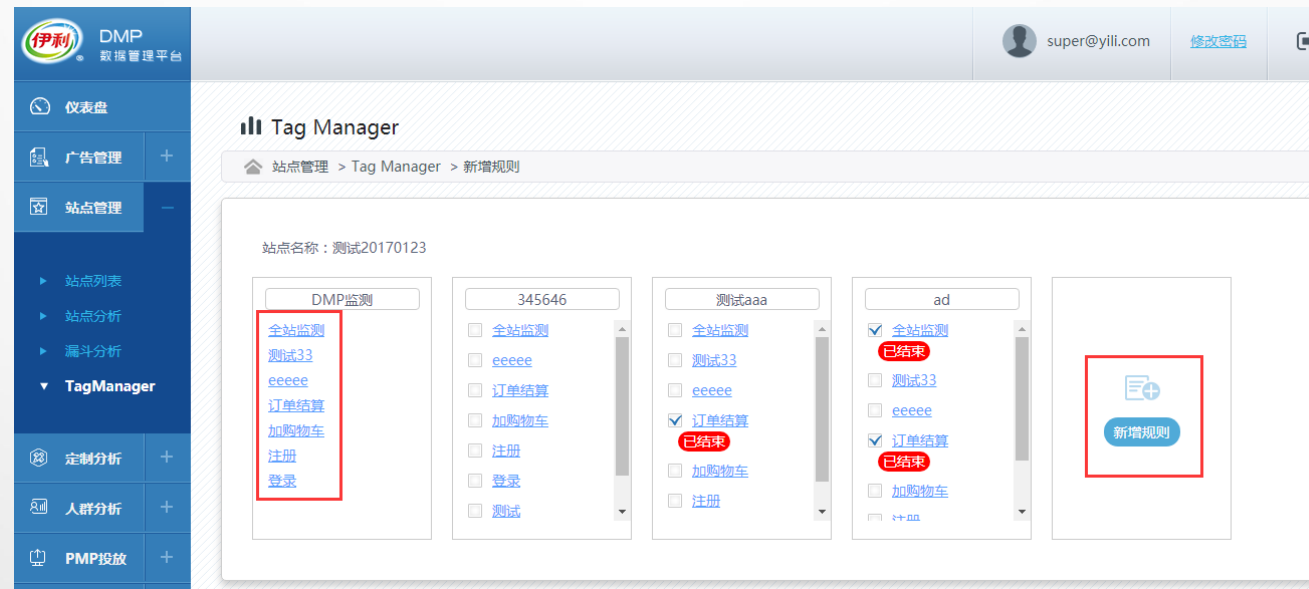 伊利
DMP
数据管理平台
super@yili.com
修改密码
仪表盘
广告管理
站点管理
站点列表
站点分析
漏斗分析
TagManager
定制分析
人群分析
PMP投放
Tag Manager
站点管理 > Tag Manager > 新增规则
站点名称：测试20170123
DMP监测
全站监测
测试33
eeeee
订单结算
加购物车
注册
登录
345646
全站监测
eeeee
订单结算
加购物车
注册
登录
测试
测试aaa
全站监测
测试33
eeeee
订单结算
已结束
加购物车
注册
ad
全站监测
已结束
测试33
eeeee
订单结算
已结束
加购物车
新增规则